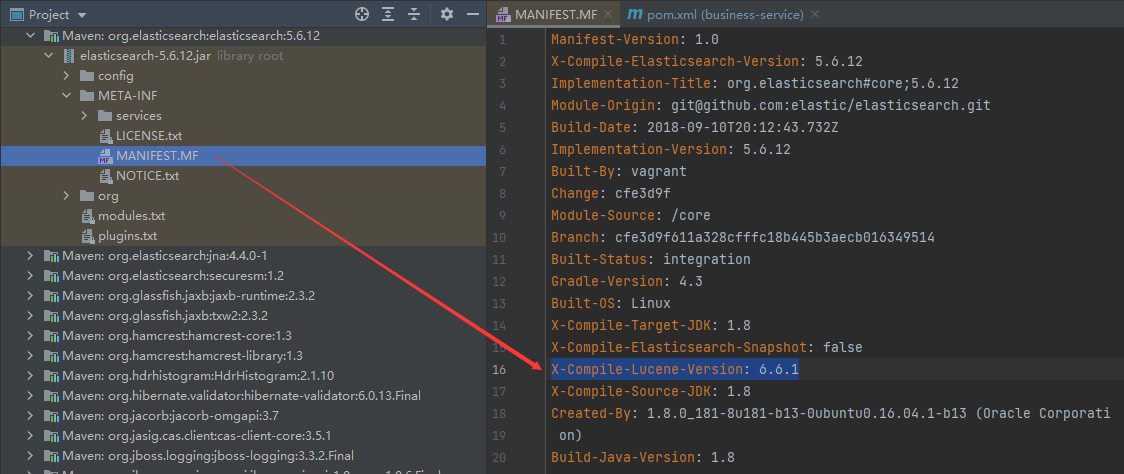 Project
Maven: org.elasticsearch:elasticsearch:5.6.12
elasticsearch-5.6.12.jar library root
config
META-INF
services
LICENSE.txt
MANIFEST.MF
NOTICE.txt
org
modules.txt
plugins.txt
Maven: org.elasticsearch:jna:4.4.0-1
Maven: org.elasticsearch:securesm:1.2
Maven: org.glassfish.jaxb:jaxb-runtime:2.3.2
Maven: org.glassfish.jaxb:txw2:2.3.2
Maven: org.hamcrest:hamcrest-core:1.3
Maven: org.hamcrest:hamcrest-library:1.3
Maven: org.hdrhistogram:HdrHistogram:2.1.10
Maven: org.hibernate.validator:hibernate-validator:6.0.13.Final
Maven: org.jacorb:jacorb-omgapi:3.7
Maven: org.jasig.cas.client:cas-client-core:3.5.1
Maven: org.jboss.logging:jboss-logging:3.3.2.Final
MANIFEST.MF
pom.xml (business-service)
1 Manifest-Version: 1.0
2 X-Compile-Elasticsearch-Version: 5.6.12
3 Implementation-Title: org.elasticsearch#core;5.6.12
4 Module-Origin: git@github.com:elastic/elasticsearch.git
5 Build-Date: 2018-09-10T20:12:43.732Z
6 Implementation-Version: 5.6.12
7 Built-By: vagrant
8 Change: cfe3d9f
9 Module-Source: /core
10 Branch: cfe3d9f611a328cfffc18b445b3aecb016349514
11 Built-Status: integration
12 Gradle-Version: 4.3
13 Built-OS: Linux
14 X-Compile-Target-JDK: 1.8
15 X-Compile-Elasticsearch-Snapshot: false
16 X-Compile-Lucene-Version: 6.6.1
17 X-Compile-Source-JDK: 1.8
18 Created-By: 1.8.0_181-8u181-b13-0ubuntu0.16.04.1-b13 (Oracle Corporati
19 on)
20 Build-Java-Version: 1.8